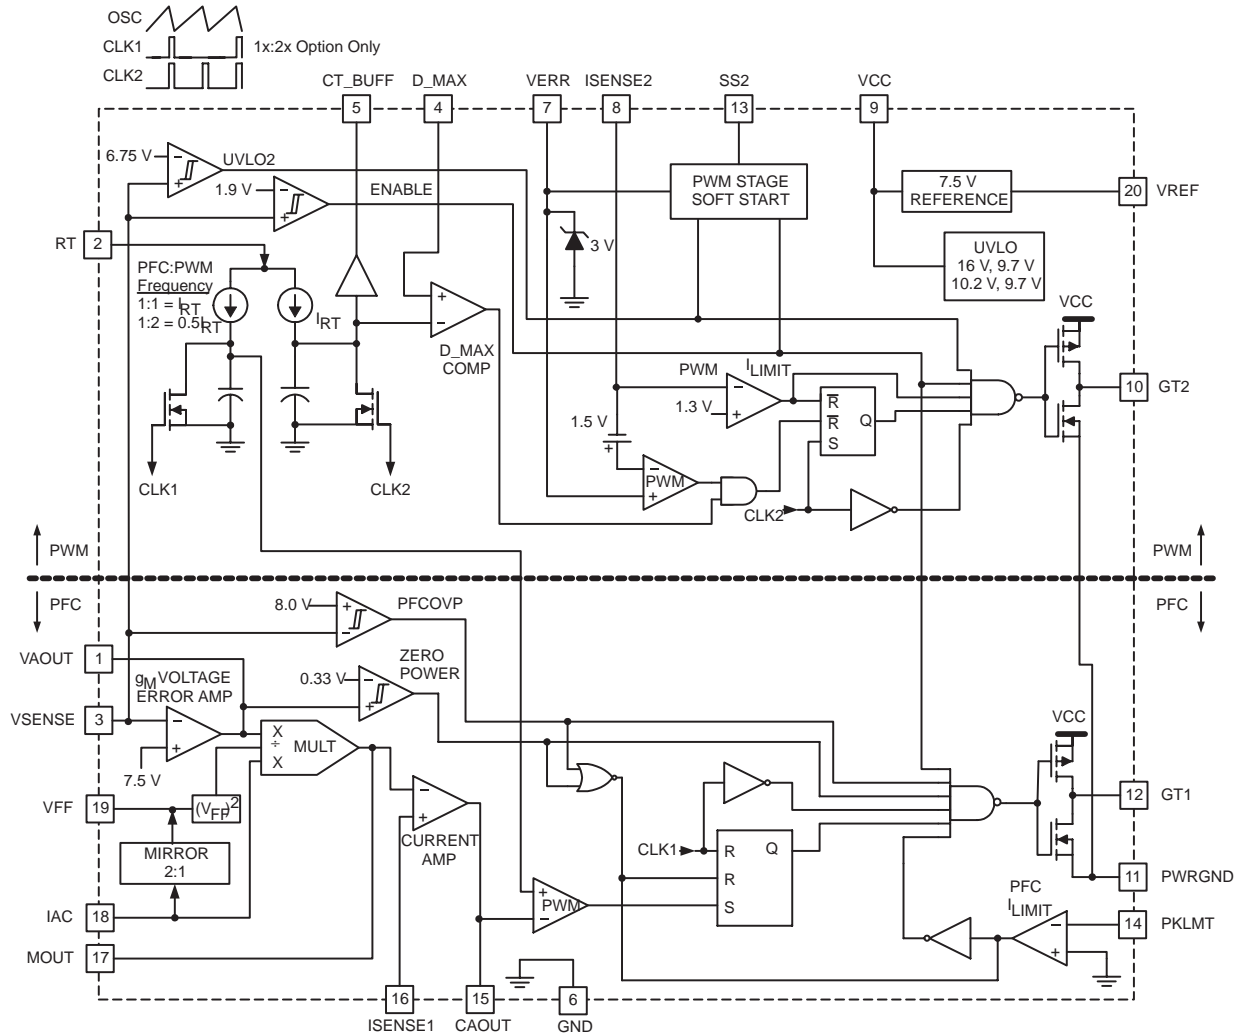 OSC
CLK1
1x:2x Option Only
CLK2
CT_BUFF
D_MAX
VERR
ISENSE2
SS2
VCC
5
4
7
8
13
9
6.75 V
−
+
UVLO2
1.9 V
−
+
ENABLE
PWM STAGE
SOFT START
7.5 V
REFERENCE
20
VREF
RT
2
3 V
UVLO
16 V, 9.7 V
10.2 V, 9.7 V
PFC:PWM
Frequency
1:1 = IRT
1:2 = 0.5IRT
IRT
+
−
D_MAX
COMP
VCC
PWM
ILIMIT
−
1.3 V
+
R
R
S
Q
10
GT2
1.5 V
+
−
PWM
+
CLK1
CLK2
CLK2
PWM
PWM
PFC
PFC
8.0 V
+
−
PFCOVP
VAOUT
1
ZERO
POWER
0.33 V
−
+
gM VOLTAGE
ERROR AMP
VSENSE
3
−
+
7.5 V
X
÷
X
MULT
VCC
VFF
19
(VFF)2
−
+
CURRENT
AMP
12
GT1
MIRROR
2:1
CLK1
R
Q
R
S
11
PWRGND
IAC
18
+
PWM
−
PFC
ILIMIT
−
+
14
PKLMT
MOUT
17
16
15
6
ISENSE1
CAOUT
GND